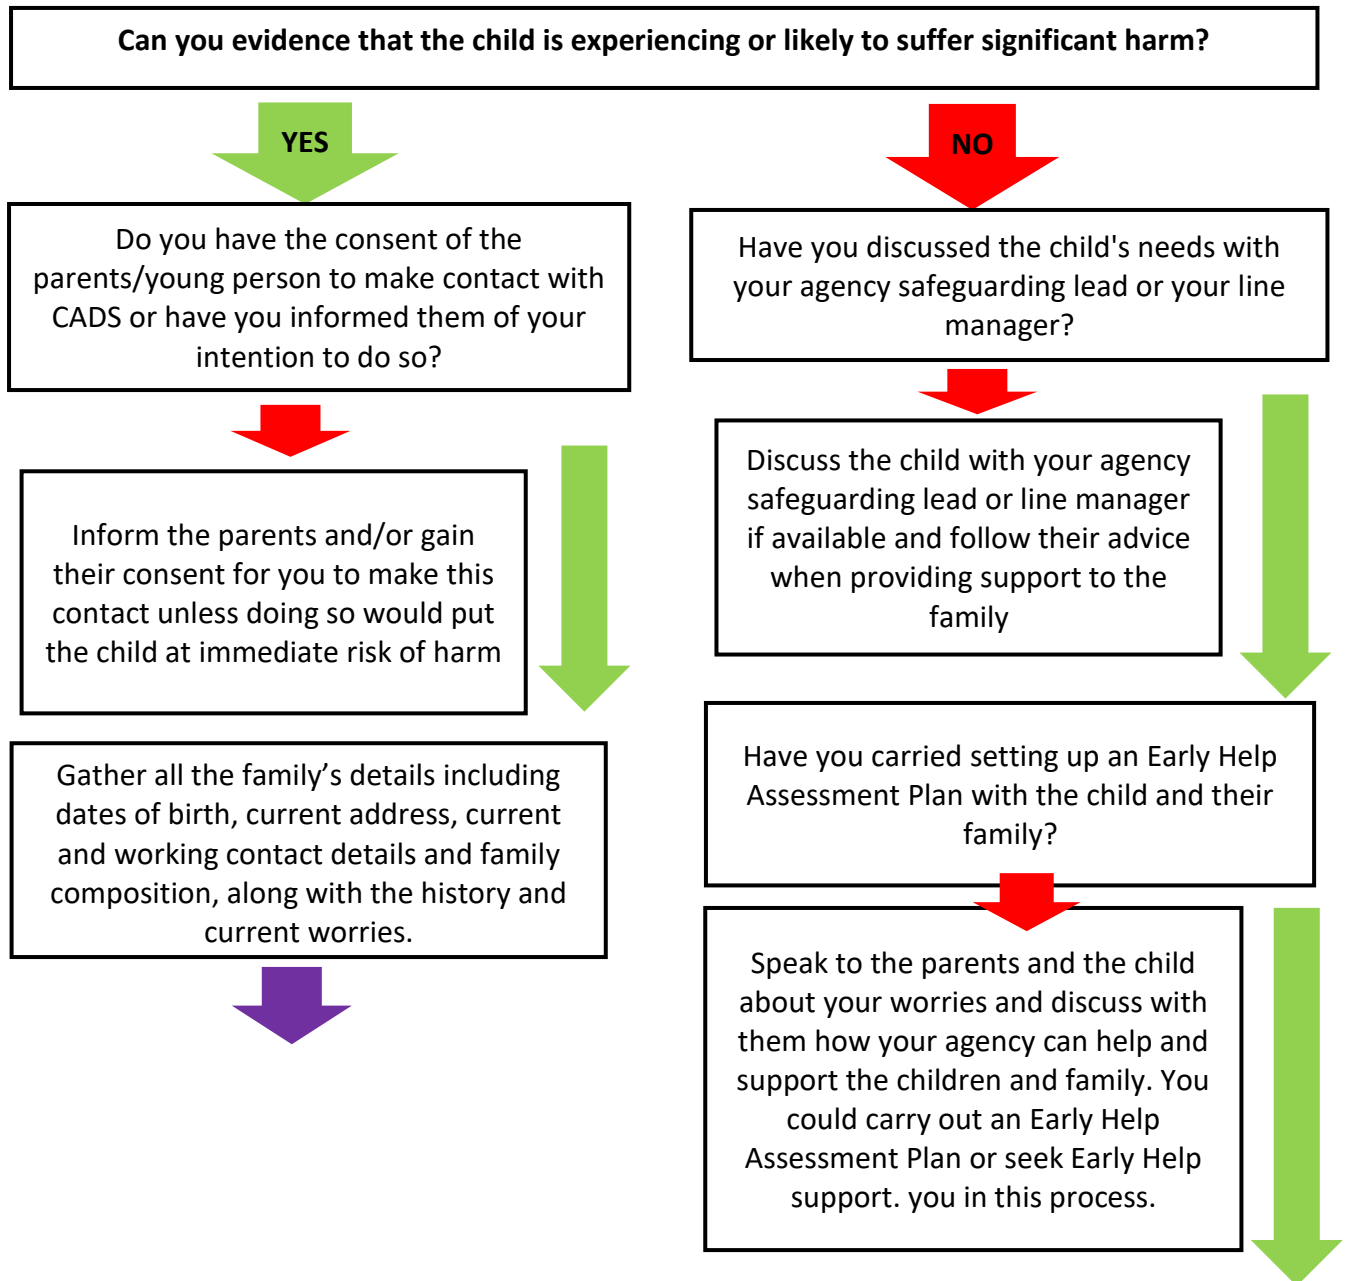 Can you evidence that the child is experiencing or likely to suffer significant harm?
YES
NO
Do you have the consent of the
parents/young person to make contact with
CADS or have you informed them of your
intention to do so?
Have you discussed the child's needs with
your agency safeguarding lead or your line
manager?
Inform the parents and/or gain
their consent for you to make this
contact unless doing so would put
the child at immediate risk of harm
Discuss the child with your agency
safeguarding lead or line manager
if available and follow their advice
when providing support to the
family
Gather all the family’s details including
dates of birth, current address, current
and working contact details and family
composition, along with the history and
current worries.
Have you carried setting up an Early Help
Assessment Plan with the child and their
family?
Speak to the parents and the child
about your worries and discuss with
them how your agency can help and
support the children and family. You
could carry out an Early Help
Assessment Plan or seek Early Help
support. you in this process.